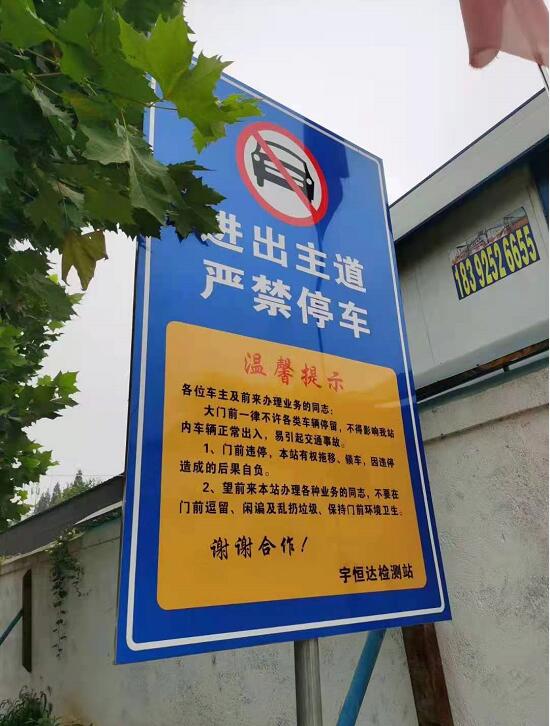 进出主道
严禁停车
温馨提示
各位车主及前来办理业务的同志：
大门前一律不许各类车辆停留，不得影响我站
内车辆正常出入，易引起交通事故。
1、门前违停，本站有权拖移、锁车，因违停
造成的后果自负。
2、望前来本站办理各种业务的同志，不要在
门前逗留、闲谝及乱扔垃圾、保持门前环境卫生。
谢谢合作！
宇恒达检测站
18392526655